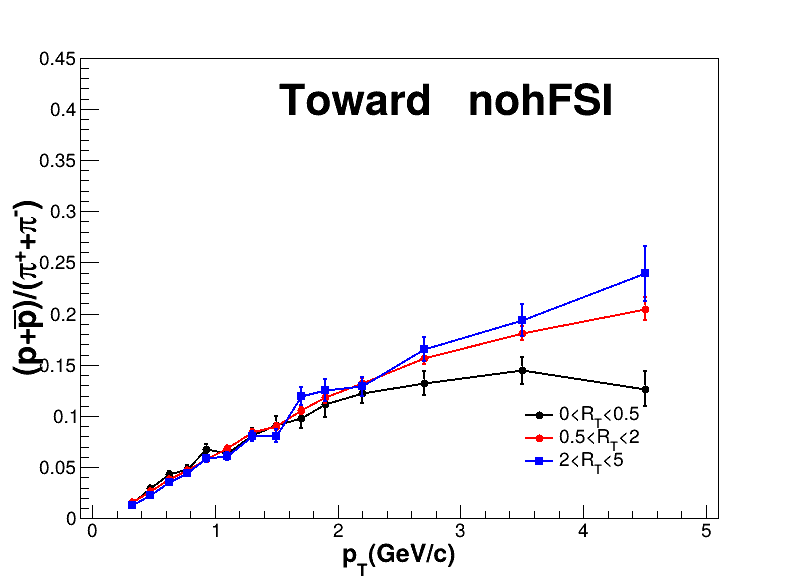 Toward nohFSI
0.45
0.4
0.35
0.3
0.25
0.2
0.15
0.1
0.05
0
(p+p̅)/(π⁺+π⁻)
0<R_T<0.5
0.5<R_T<2
2<R_T<5
0 1 2 3 4 5
p_T(GeV/c)